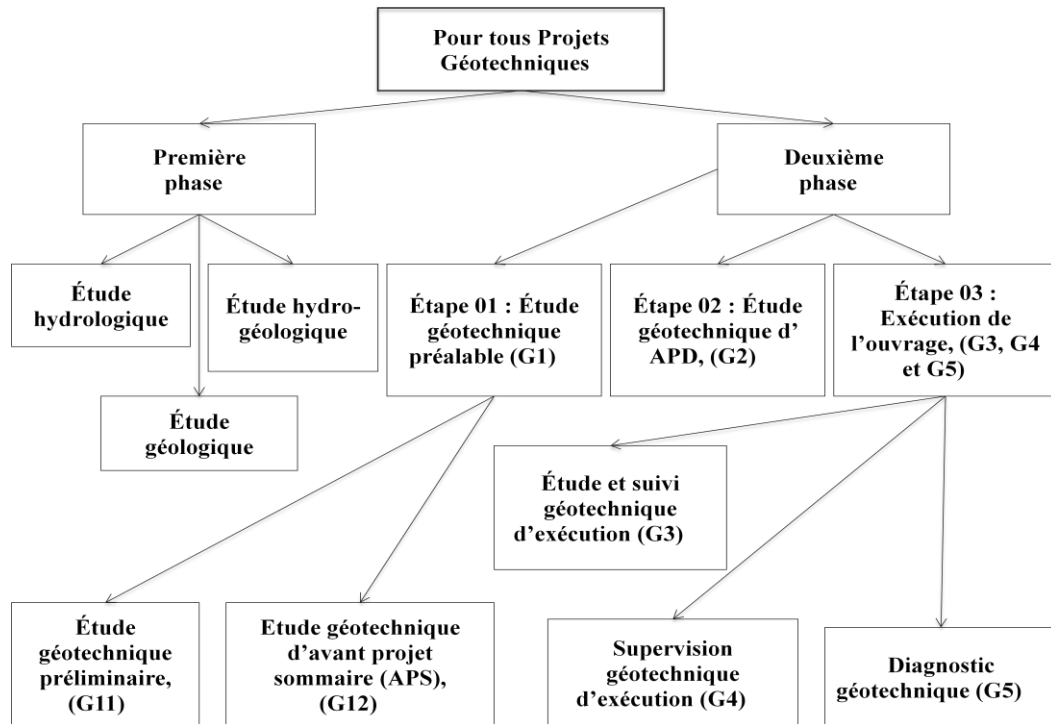 Pour tous Projets
Géotechniques
Première
phase
Deuxième
phase
Étude
hydrologique
Étude hydro-
géologique
Étape 01 : Étude
géotechnique
préalable (G1)
Étape 02 : Étude
géotechnique d’
APD, (G2)
Étape 03 :
Exécution de
l’ouvrage, (G3, G4
et G5)
Étude
géologique
Étude et suivi
géotechnique
d’exécution (G3)
Étude
géotechnique
préliminaire,
(G11)
Etude géotechnique
d’avant projet
sommaire (APS),
(G12)
Supervision
géotechnique
d’exécution (G4)
Diagnostic
géotechnique (G5)